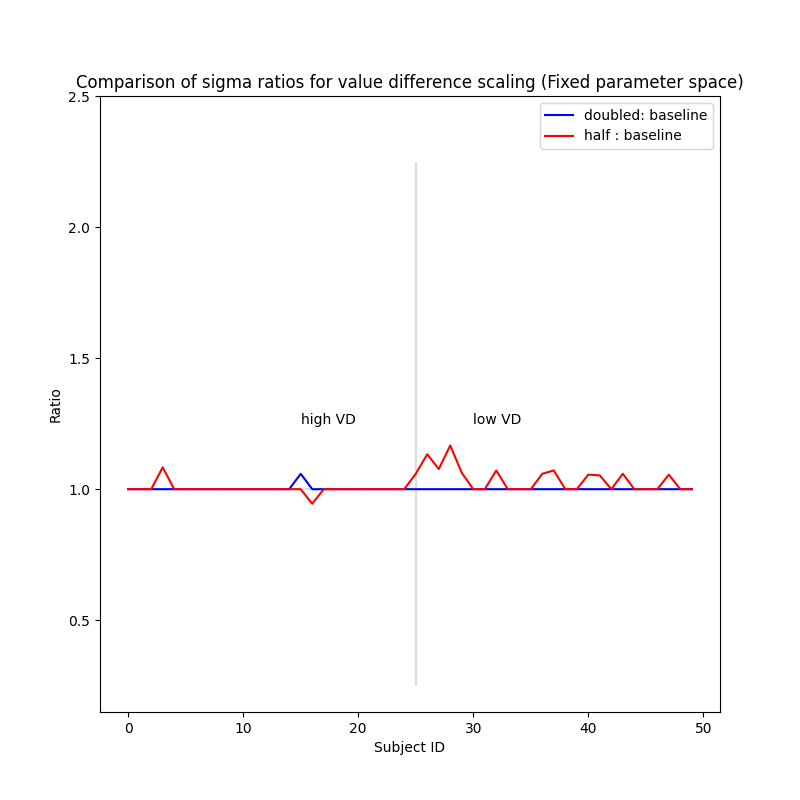 Comparison of sigma ratios for value difference scaling (Fixed parameter space)
2.5
doubled: baseline
half : baseline
2.0
1.5
high VD
low VD
Ratio
1.0
0.5
0
10
20
30
40
50
Subject ID